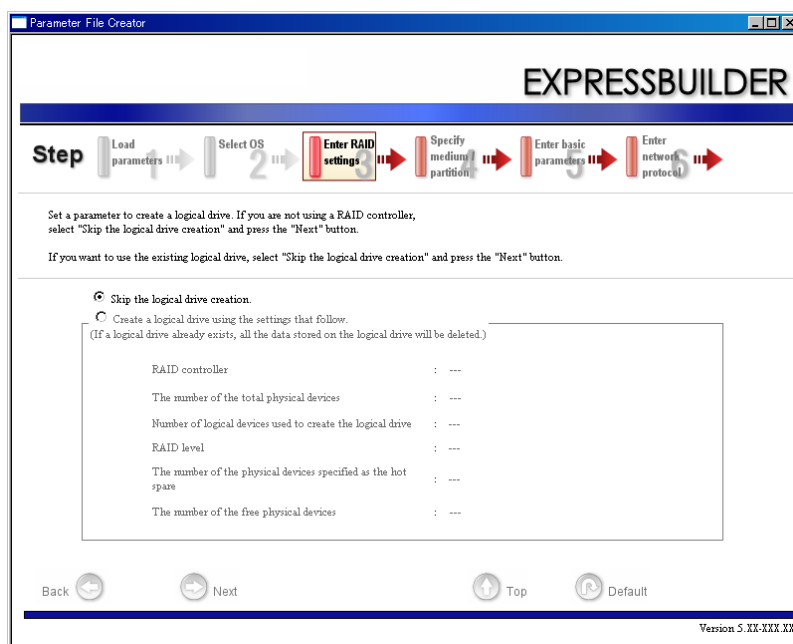 Parameter File Creator
EXPRESSBUILDER
Step
Load parameters 1
Select OS 2
Enter RAID settings 3
Specify medium / partition 4
Enter basic parameters 5
Enter network protocol 6
Set a parameter to create a logical drive. If you are not using a RAID controller,
select "Skip the logical drive creation" and press the "Next" button.
If you want to use the existing logical drive, select "Skip the logical drive creation" and press the "Next" button.
Skip the logical drive creation.
Create a logical drive using the settings that follow.
(If a logical drive already exists, all the data stored on the logical drive will be deleted.)
RAID controller : ---
The number of the total physical devices : ---
Number of logical devices used to create the logical drive : ---
RAID level : ---
The number of the physical devices specified as the hot
spare : ---
The number of the free physical devices : ---
Back Next Top Default
Version 5.XX-XXX.XX